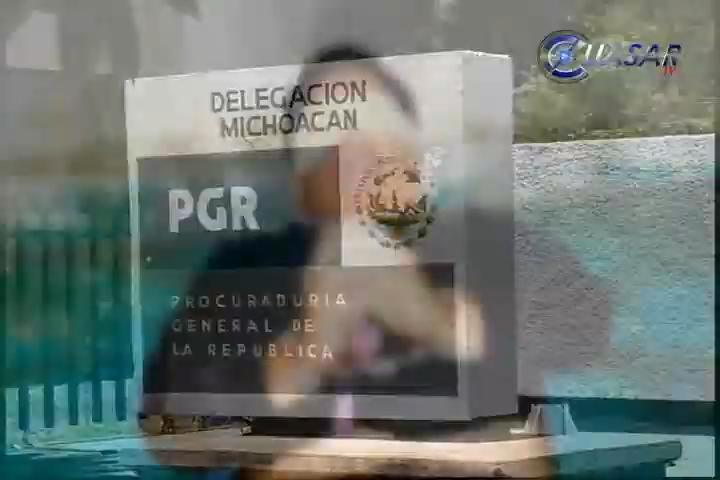 DELEGACION
MICHOACAN
PGR
PROCURADURIA
GENERAL DE
LA REPUBLICA